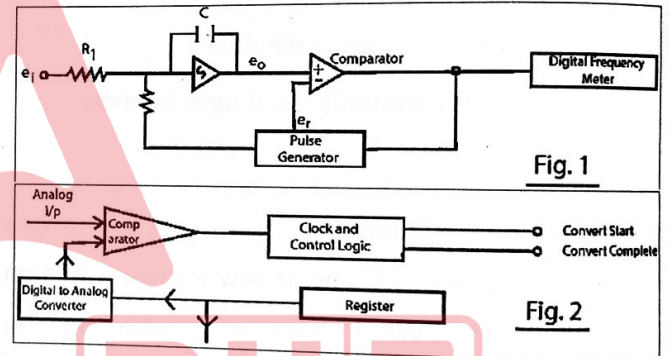 C
R1
ei
eo
Comparator
+
-
Digital Frequency
Meter
er
Pulse
Generator
Fig. 1
Analog
I/p
Comp
arator
Clock and
Control Logic
Convert Start
Convert Complete
Digital to Analog
Converter
Register
Fig. 2